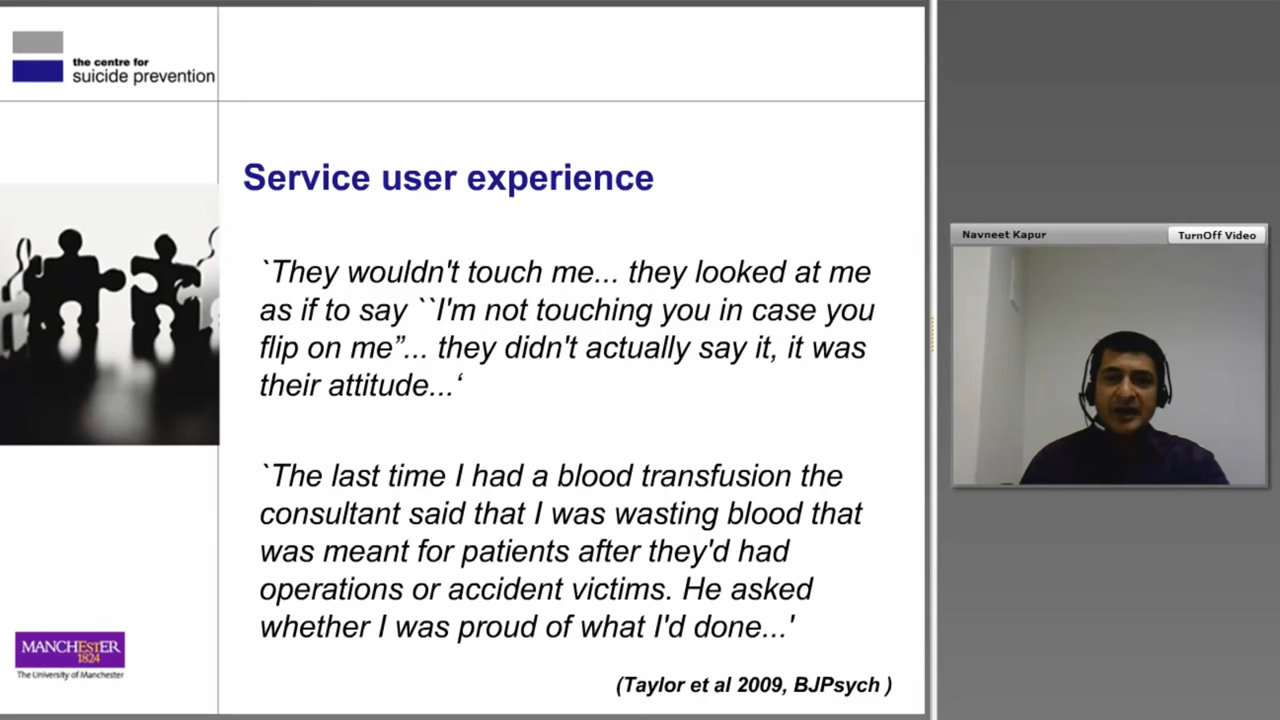 the centre for
suicide prevention
Service user experience
`They wouldn't touch me... they looked at me
as if to say ``I'm not touching you in case you
flip on me”... they didn't actually say it, it was
their attitude...‘
`The last time I had a blood transfusion the
consultant said that I was wasting blood that
was meant for patients after they'd had
operations or accident victims. He asked
whether I was proud of what I'd done...'
(Taylor et al 2009, BJPsych )
MANCHESTER
1824
The University of Manchester
Navneet Kapur
TurnOff Video